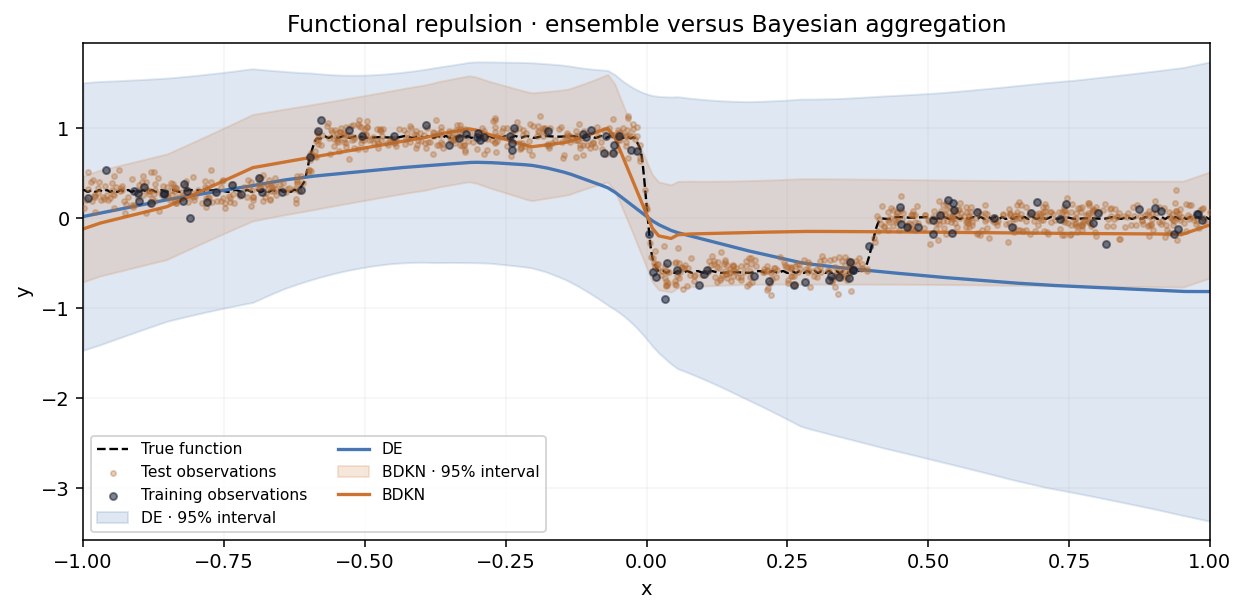 Functional repulsion · ensemble versus Bayesian aggregation
y
1
0
−1
−2
−3
True function
Test observations
Training observations
DE · 95% interval
DE
BDKN · 95% interval
BDKN
−1.00
−0.75
−0.50
−0.25
0.00
0.25
0.50
0.75
1.00
x